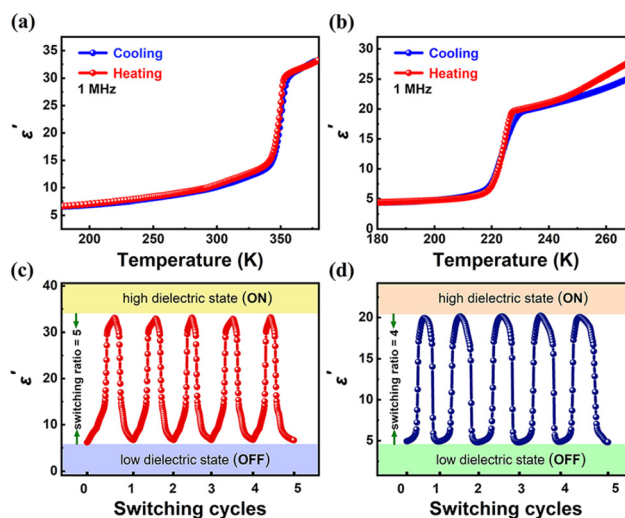 (a)
35
30
25
20
15
10
5
ε'
Cooling
Heating
1 MHz
200
250
300
350
Temperature (K)
(b)
30
25
20
15
10
5
0
ε'
Cooling
Heating
1 MHz
180
200
220
240
260
Temperature (K)
(c)
40
30
20
10
0
ε'
high dielectric state (ON)
switching ratio = 5
low dielectric state (OFF)
0 1 2 3 4 5
Switching cycles
(d)
25
20
15
10
5
0
ε'
high dielectric state (ON)
switching ratio = 4
low dielectric state (OFF)
0 1 2 3 4 5
Switching cycles